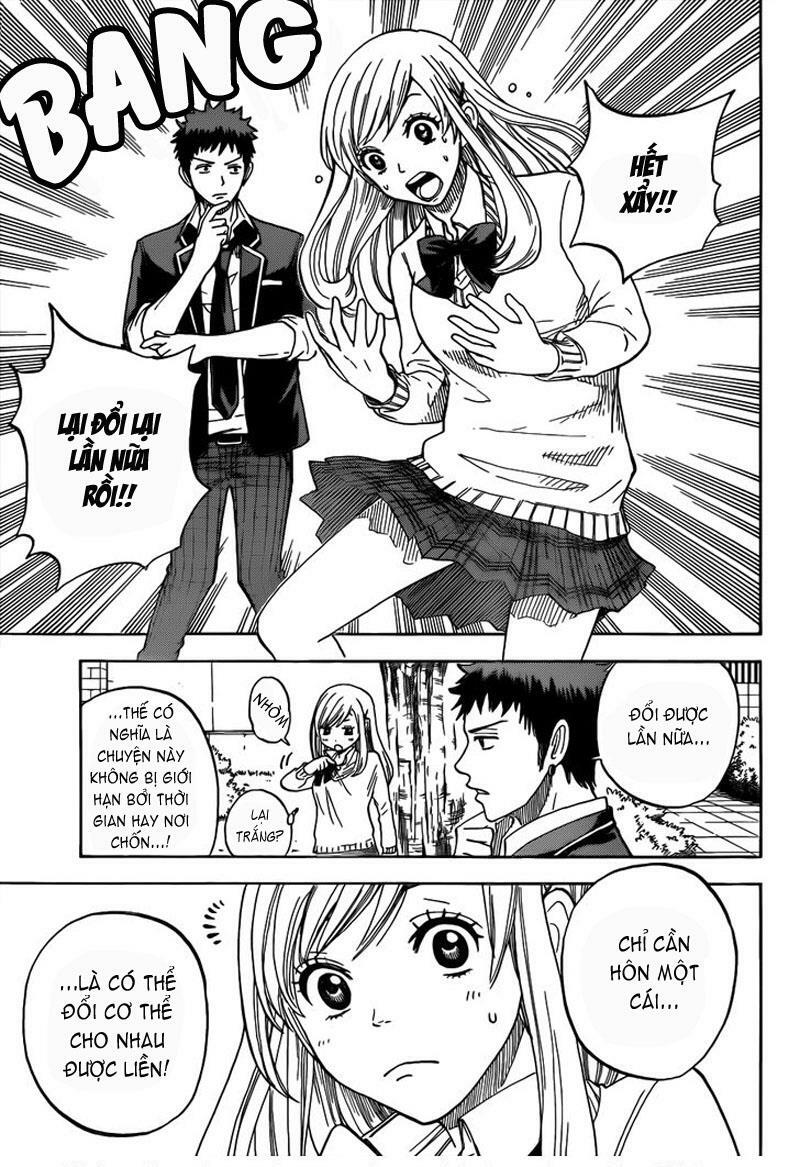 BANG
HẾT
XẨY!!
LẠI ĐỔI LẠI
LẦN NỮA
RỒI!!
ĐỔI ĐƯỢC
LẦN NỮA...
NHÒM
LẠI
TRẮNG?
...THẾ CÓ
NGHĨA LÀ
CHUYỆN NÀY
KHÔNG BỊ GIỚI
HẠN BỞI THỜI
GIAN HAY NƠI
CHỐN...!
CHỈ CẦN
HÔN MỘT
CÁI...
...LÀ CÓ THỂ
ĐỔI CƠ THỂ
CHO NHAU
ĐƯỢC LIỀN!